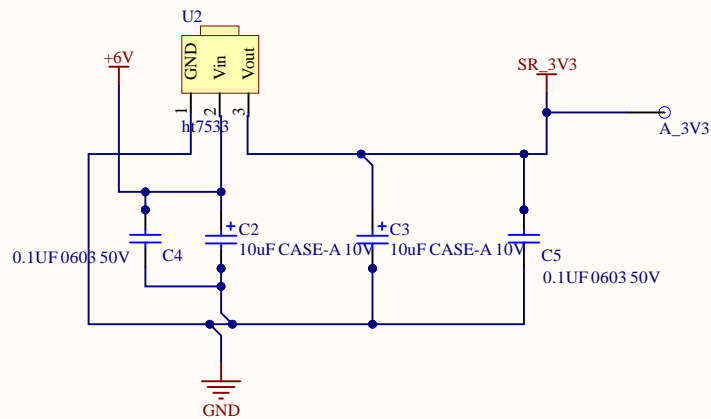 U2
+6V
GND
Vin
Vout
SR_3V3
1
2
3
ht7533
A_3V3
C2
C3
10uF CASE-A 10V
10uF CASE-A 10V
C4
C5
0.1UF 0603 50V
0.1UF 0603 50V
GND